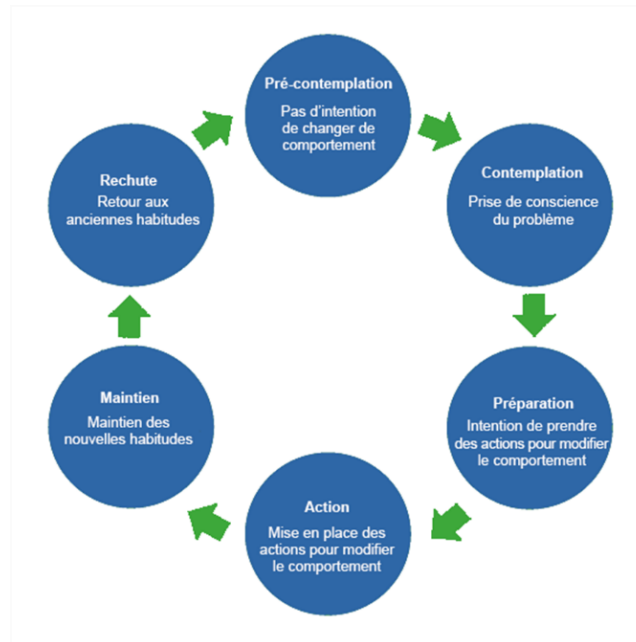 Pré-contemplation
Pas d'intention
de changer de
comportement
Contemplation
Prise de conscience
du problème
Préparation
Intention de prendre
des actions pour modifier
le comportement
Action
Mise en place des
actions pour modifier
le comportement
Maintien
Maintien des
nouvelles habitudes
Rechute
Retour aux
anciennes habitudes